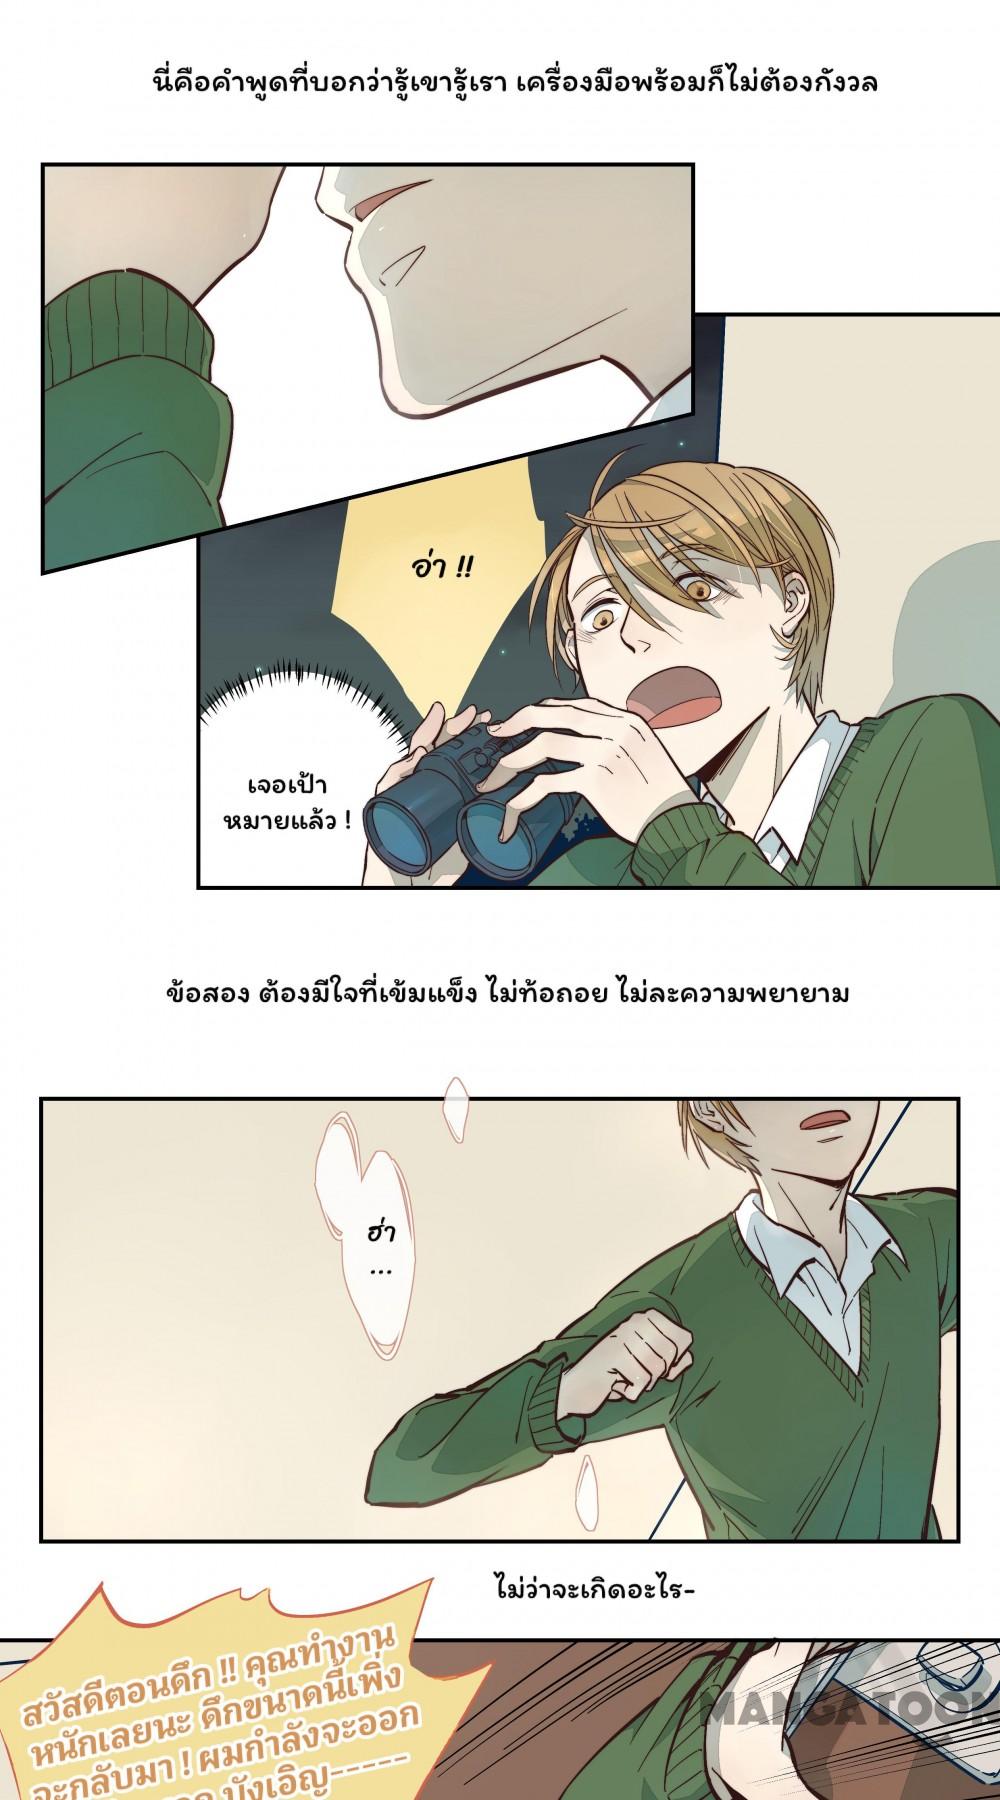 นี่คือคำพูดที่บอกว่ารู้เขารู้เรา เครื่องมือพร้อมก็ไม่ต้องกังวล
อ่า !!
เจอเป้า
หมายแล้ว !
ข้อสอง ต้องมีใจที่เข้มแข็ง ไม่ท้อถอย ไม่ละความพยายาม
ฮ่า
...
ไม่ว่าจะเกิดอะไร-
สวัสดีตอนดึก !! คุณทำงาน
หนักเลยนะ ดึกขนาดนี้เพิ่ง
จะกลับมา ! ผมกำลังจะออก
บังเอิญ-----
MANGATOON